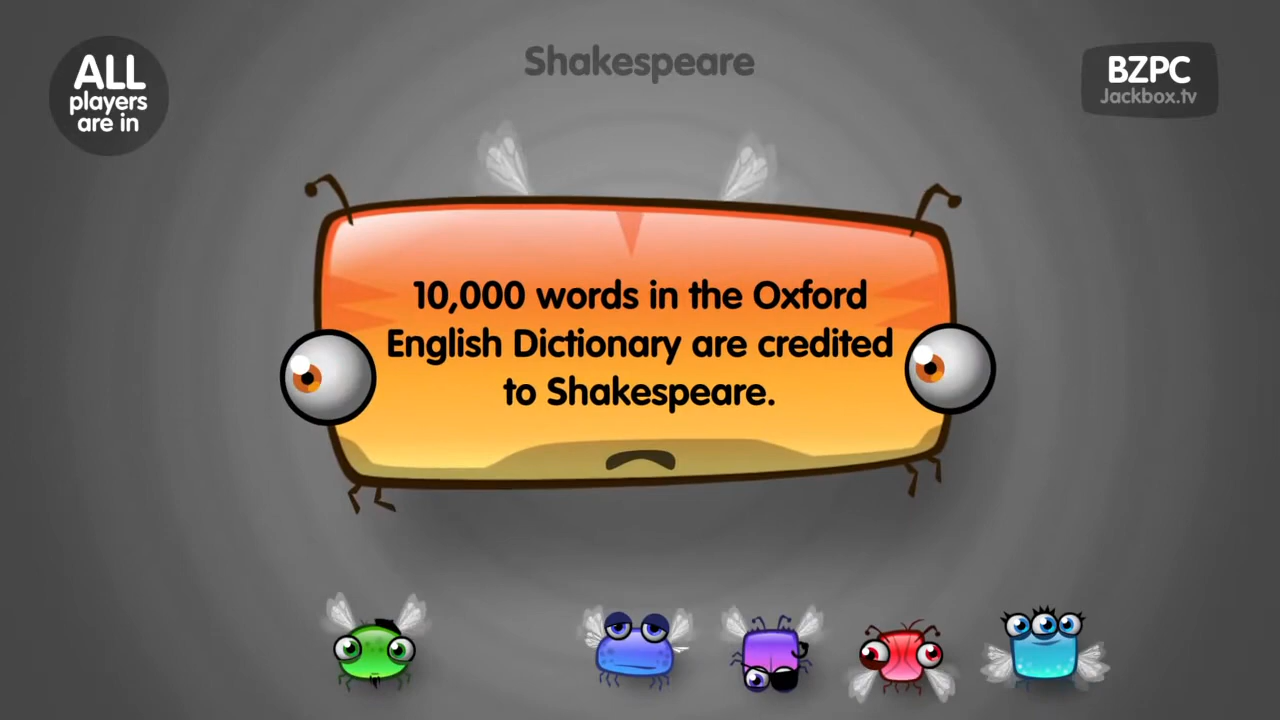 ALL
players
are in
Shakespeare
BZPC
Jackbox.tv
10,000 words in the Oxford
English Dictionary are credited
to Shakespeare.